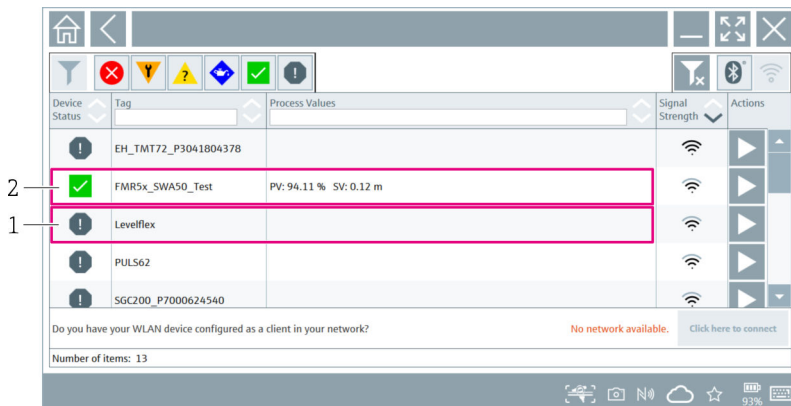 Device Status
Tag
Process Values
Signal Strength
Actions
EH_TMT72_P3041804378
2
FMR5x_SWA50_Test
PV: 94.11 % SV: 0.12 m
1
Levelflex
PULS62
SGC200_P7000624540
Do you have your WLAN device configured as a client in your network?
No network available.
Click here to connect
Number of items: 13
93%